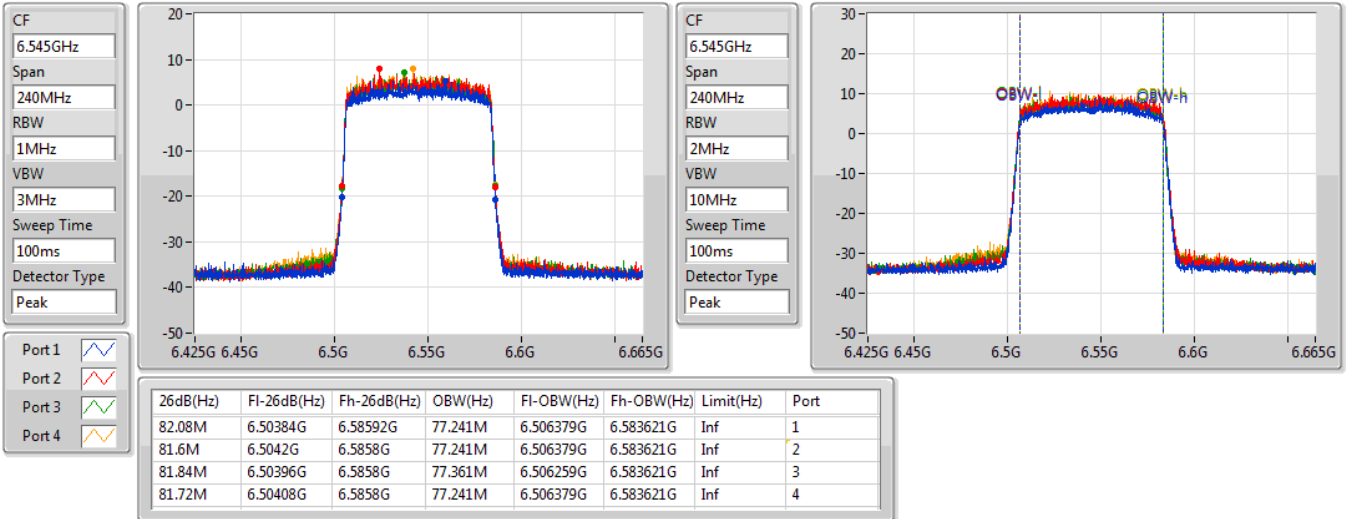 CF
6.545GHz
Span
240MHz
RBW
1MHz
VBW
3MHz
Sweep Time
100ms
Detector Type
Peak
20
10
0
-10
-20
-30
-40
-50
6.425G 6.45G 6.5G 6.55G 6.6G 6.665G
CF
6.545GHz
Span
240MHz
RBW
2MHz
VBW
10MHz
Sweep Time
100ms
Detector Type
Peak
30
20
10
0
-10
-20
-30
-40
-50
OBW-l OBW-h
6.425G 6.45G 6.5G 6.55G 6.6G 6.665G
Port 1
Port 2
Port 3
Port 4
26dB(Hz) Fl-26dB(Hz) Fh-26dB(Hz) OBW(Hz) Fl-OBW(Hz) Fh-OBW(Hz) Limit(Hz) Port
82.08M 6.50384G 6.58592G 77.241M 6.506379G 6.583621G Inf 1
81.6M 6.5042G 6.5858G 77.241M 6.506379G 6.583621G Inf 2
81.84M 6.50396G 6.5858G 77.361M 6.506259G 6.583621G Inf 3
81.72M 6.50408G 6.5858G 77.241M 6.506379G 6.583621G Inf 4